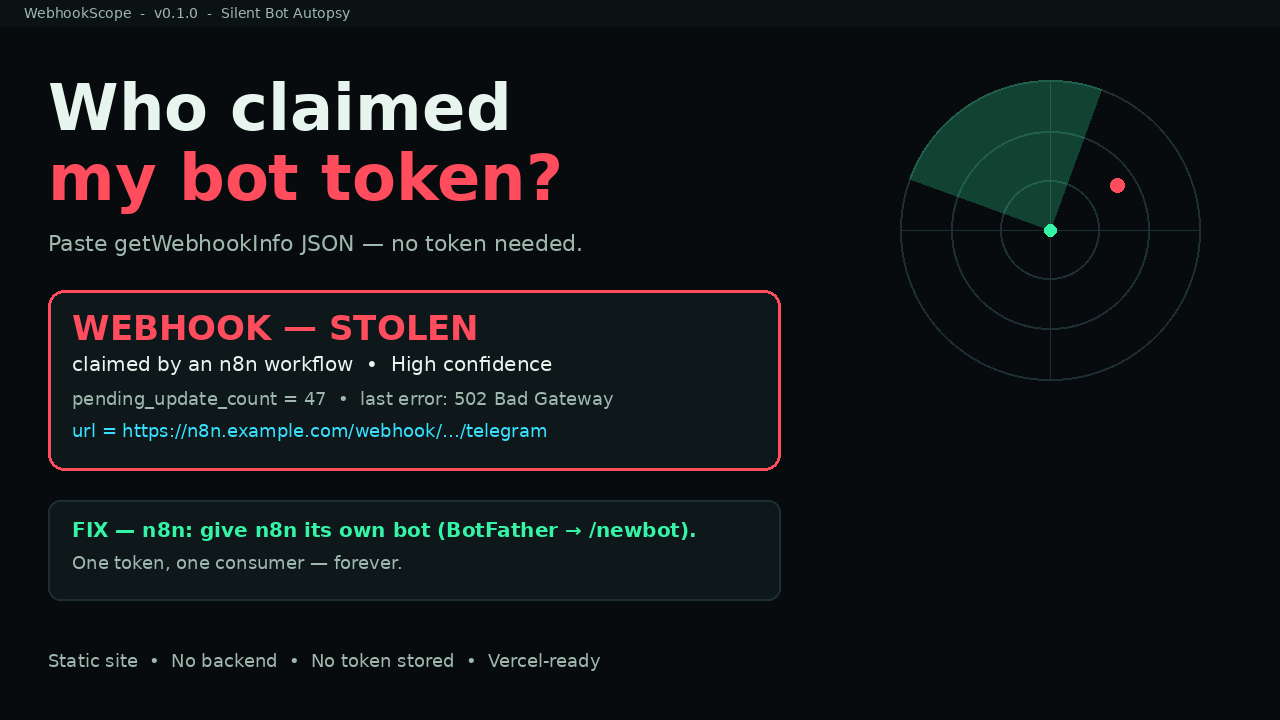 WebhookScope - v0.1.0 - Silent Bot Autopsy
Who claimed
my bot token?
Paste getWebhookInfo JSON — no token needed.
WEBHOOK — STOLEN
claimed by an n8n workflow • High confidence
pending_update_count = 47 • last error: 502 Bad Gateway
url = https://n8n.example.com/webhook/…/telegram
FIX — n8n: give n8n its own bot (BotFather → /newbot).
One token, one consumer — forever.
Static site • No backend • No token stored • Vercel-ready